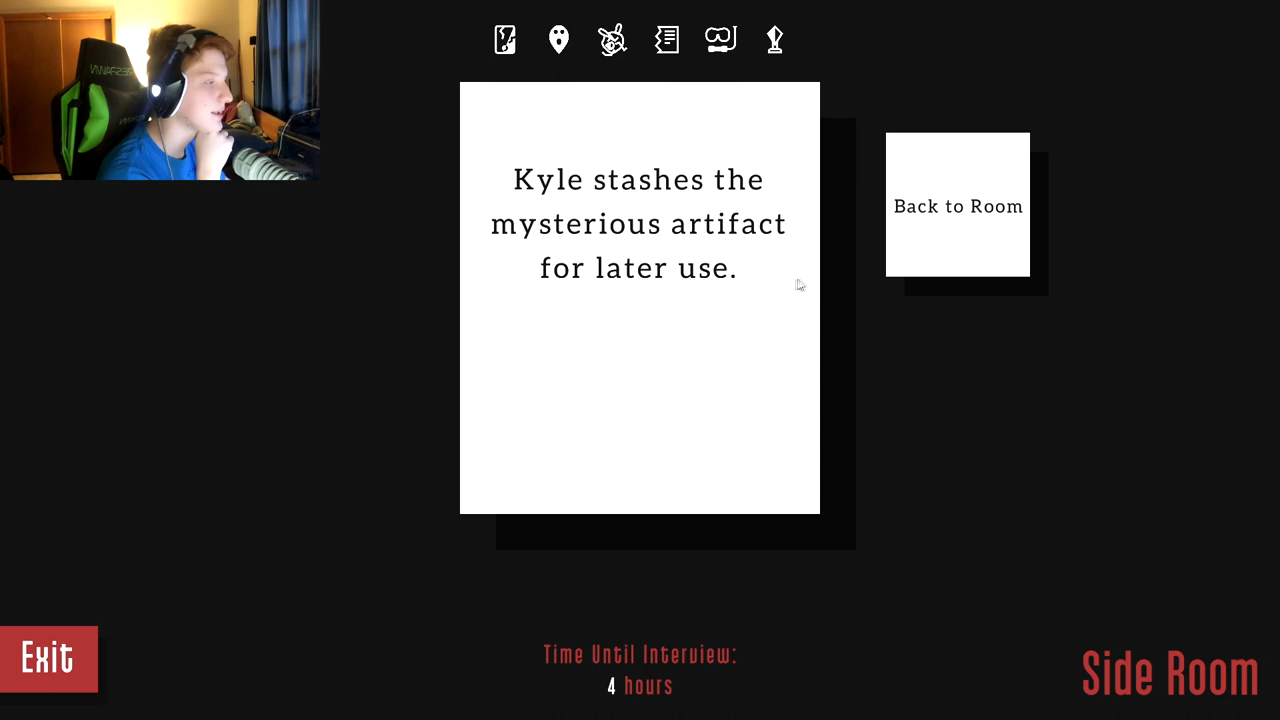 Kyle stashes the
mysterious artifact
for later use.
Back to Room
Exit
Time Until Interview:
4 hours
Side Room